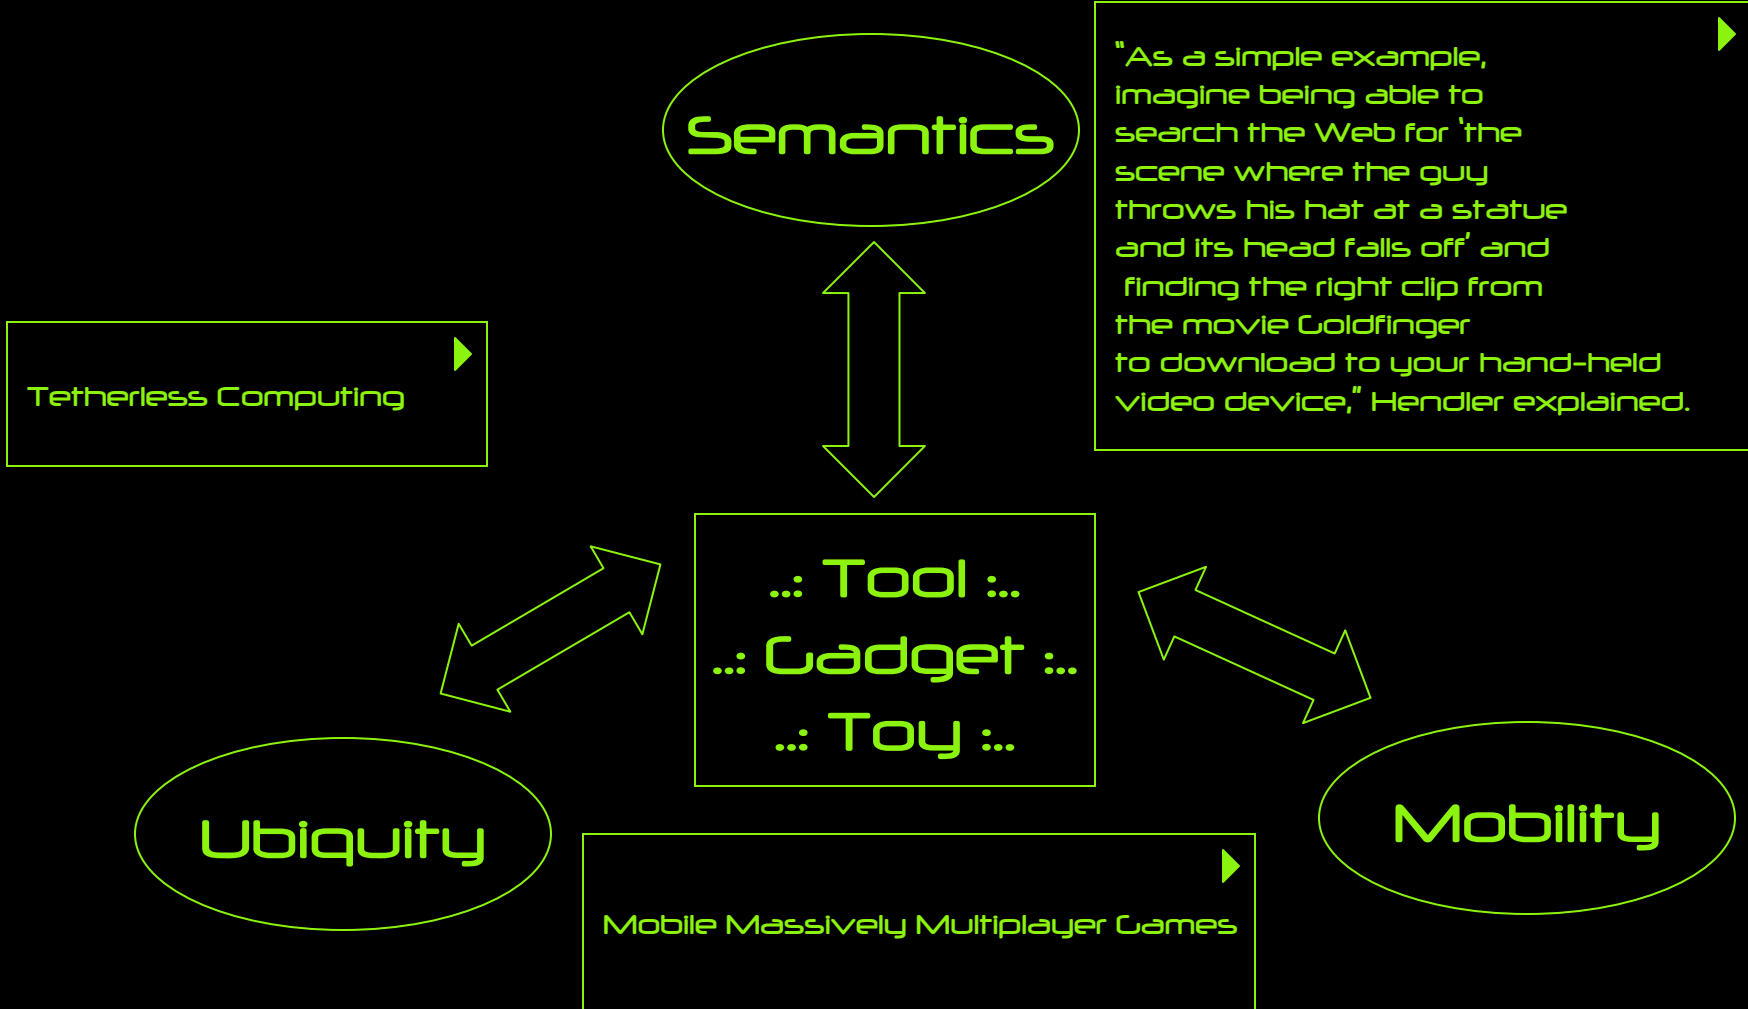 Semantics
“As a simple example,
imagine being able to
search the Web for ‘the
scene where the guy
throws his hat at a statue
and its head falls off’ and
finding the right clip from
the movie Goldfinger
to download to your hand-held
video device,” Hendler explained.
Tetherless Computing
..: Tool :..
..: Gadget :..
..: Toy :..
Ubiquity
Mobility
Mobile Massively Multiplayer Games